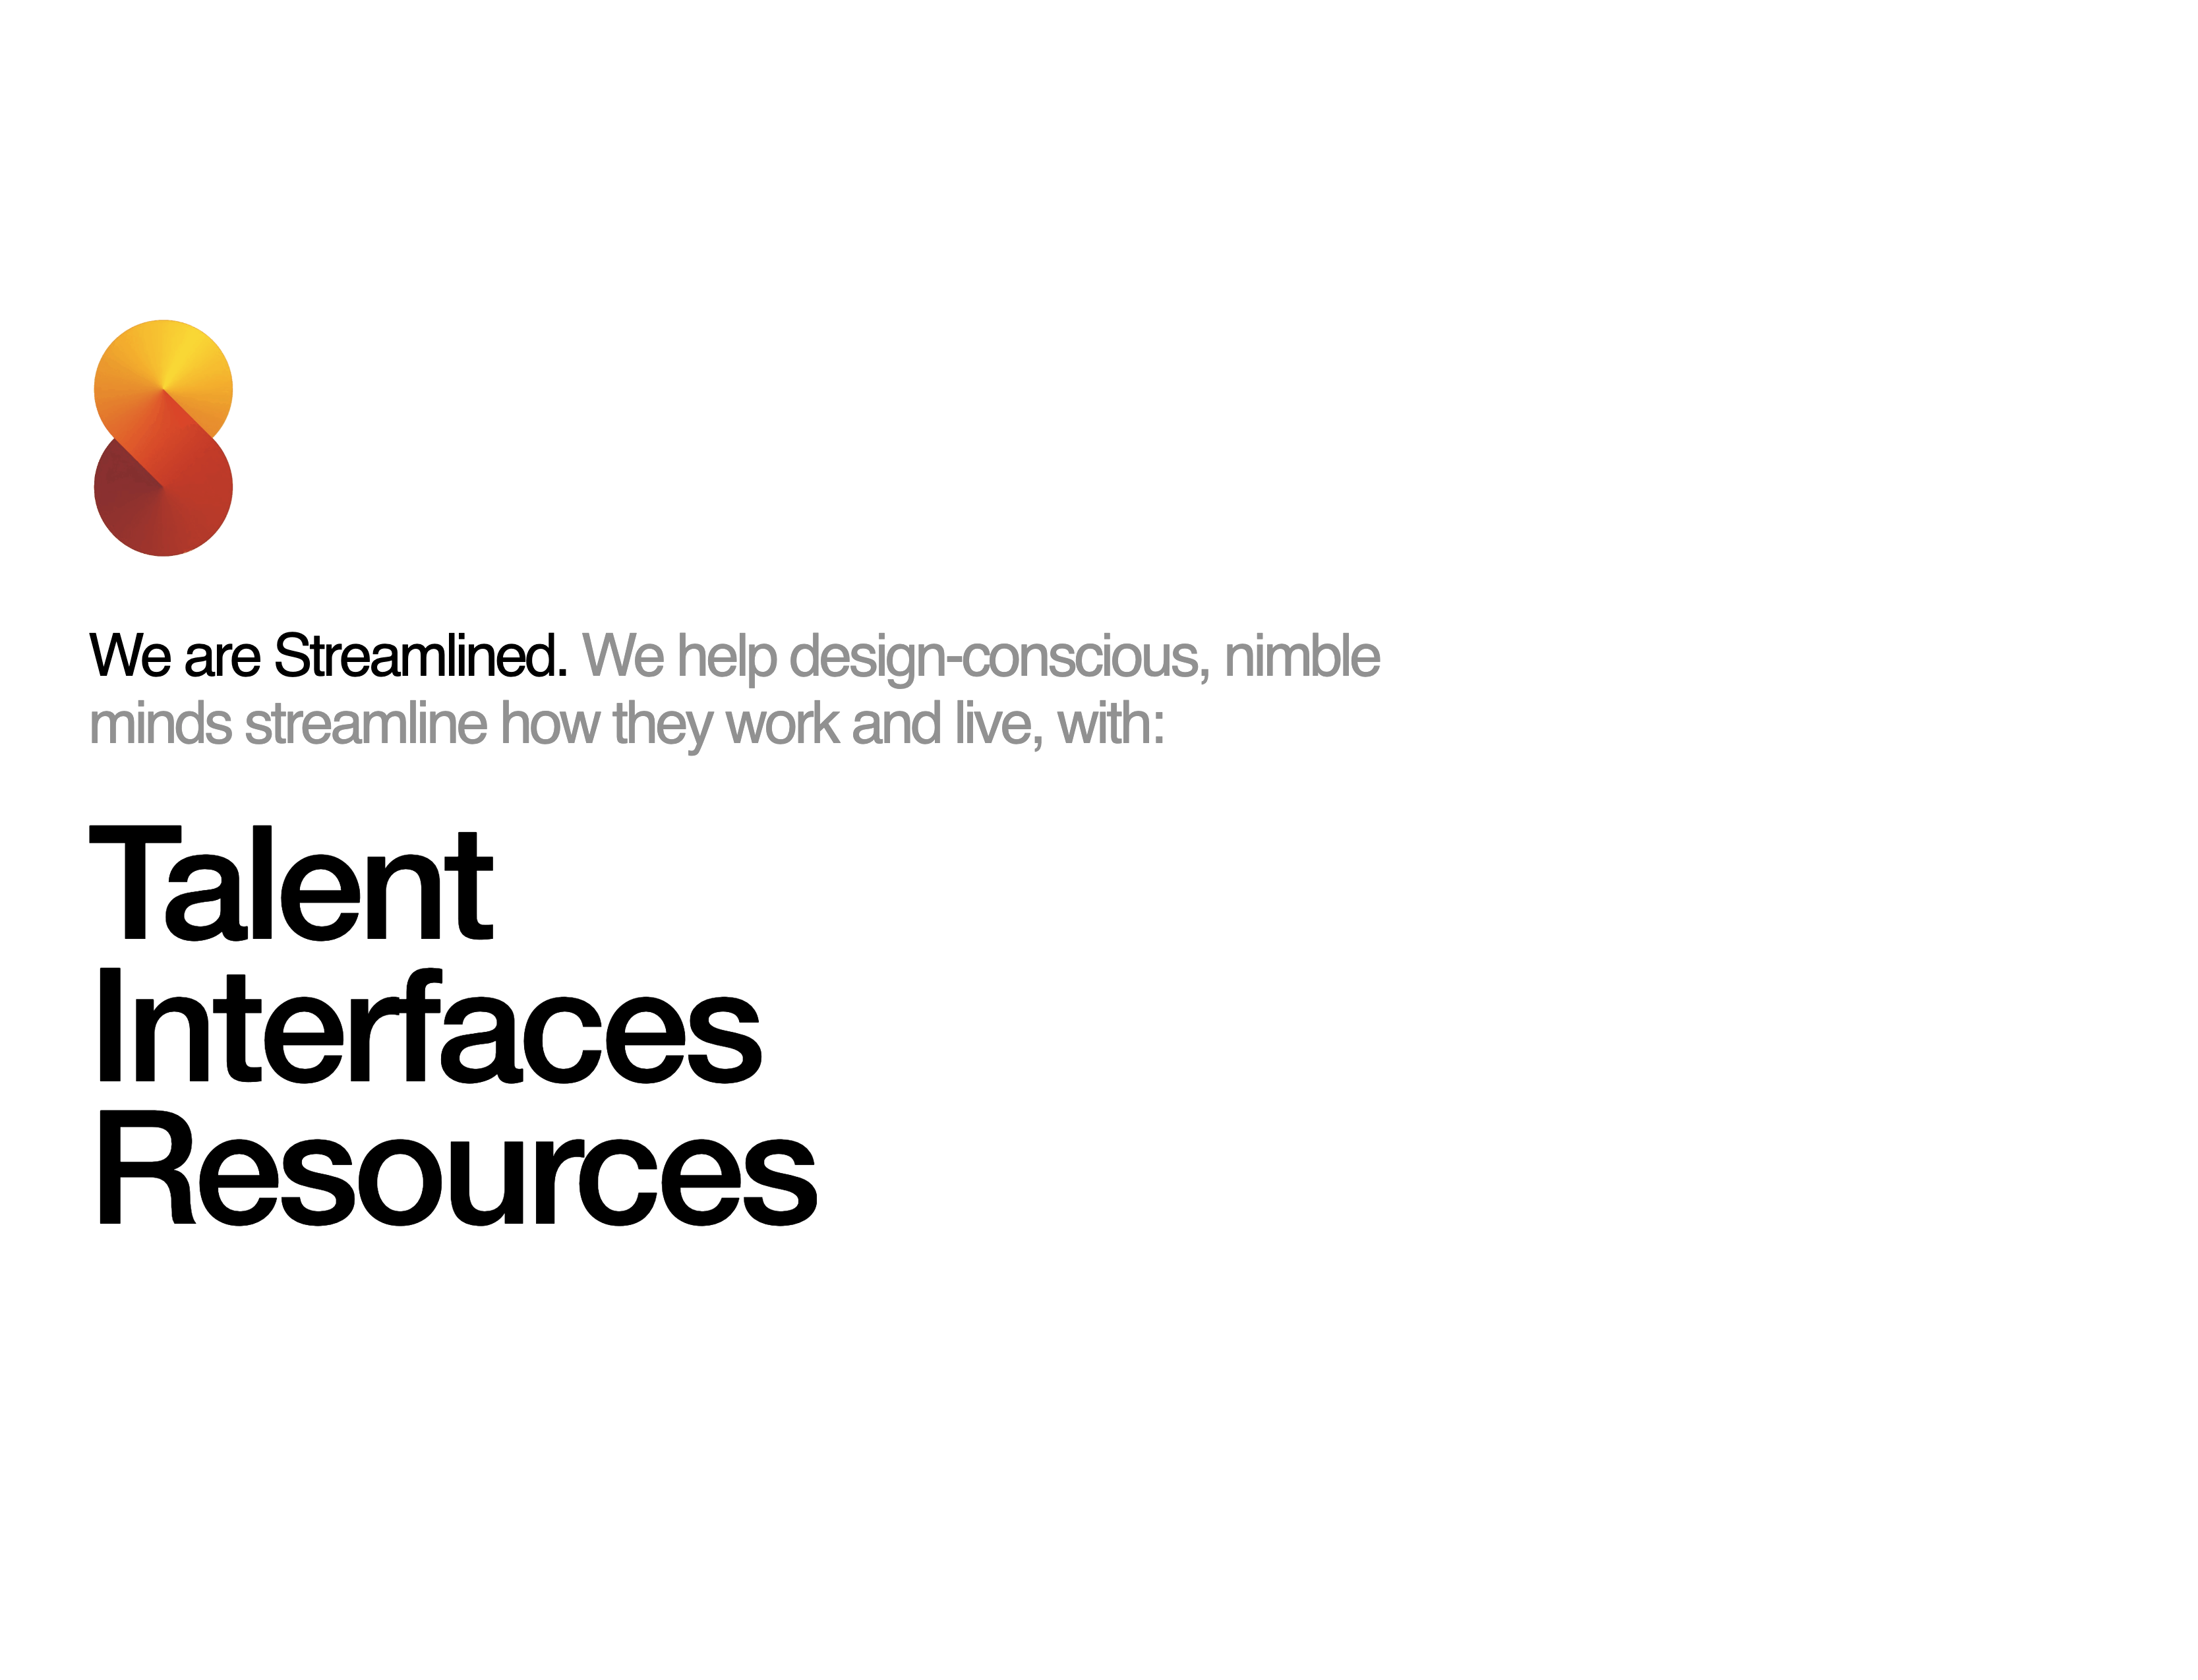 We are Streamlined. We help design-conscious, nimble
minds streamline how they work and live, with:
Talent
Interfaces
Resources